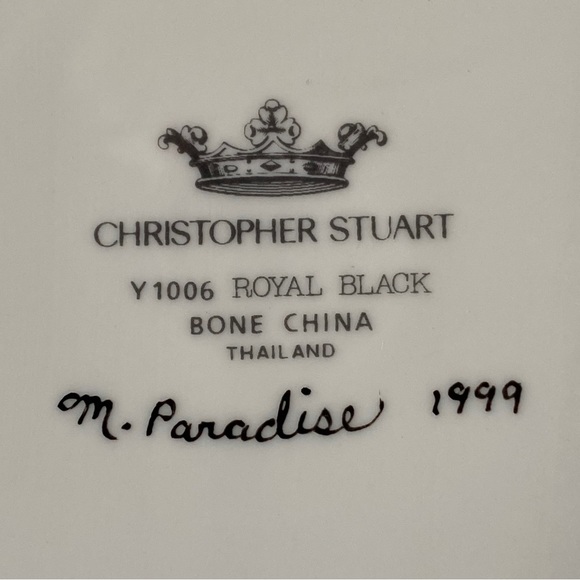 CHRISTOPHER STUART
Y1006 ROYAL BLACK
BONE CHINA
THAILAND
M. Paradise 1999